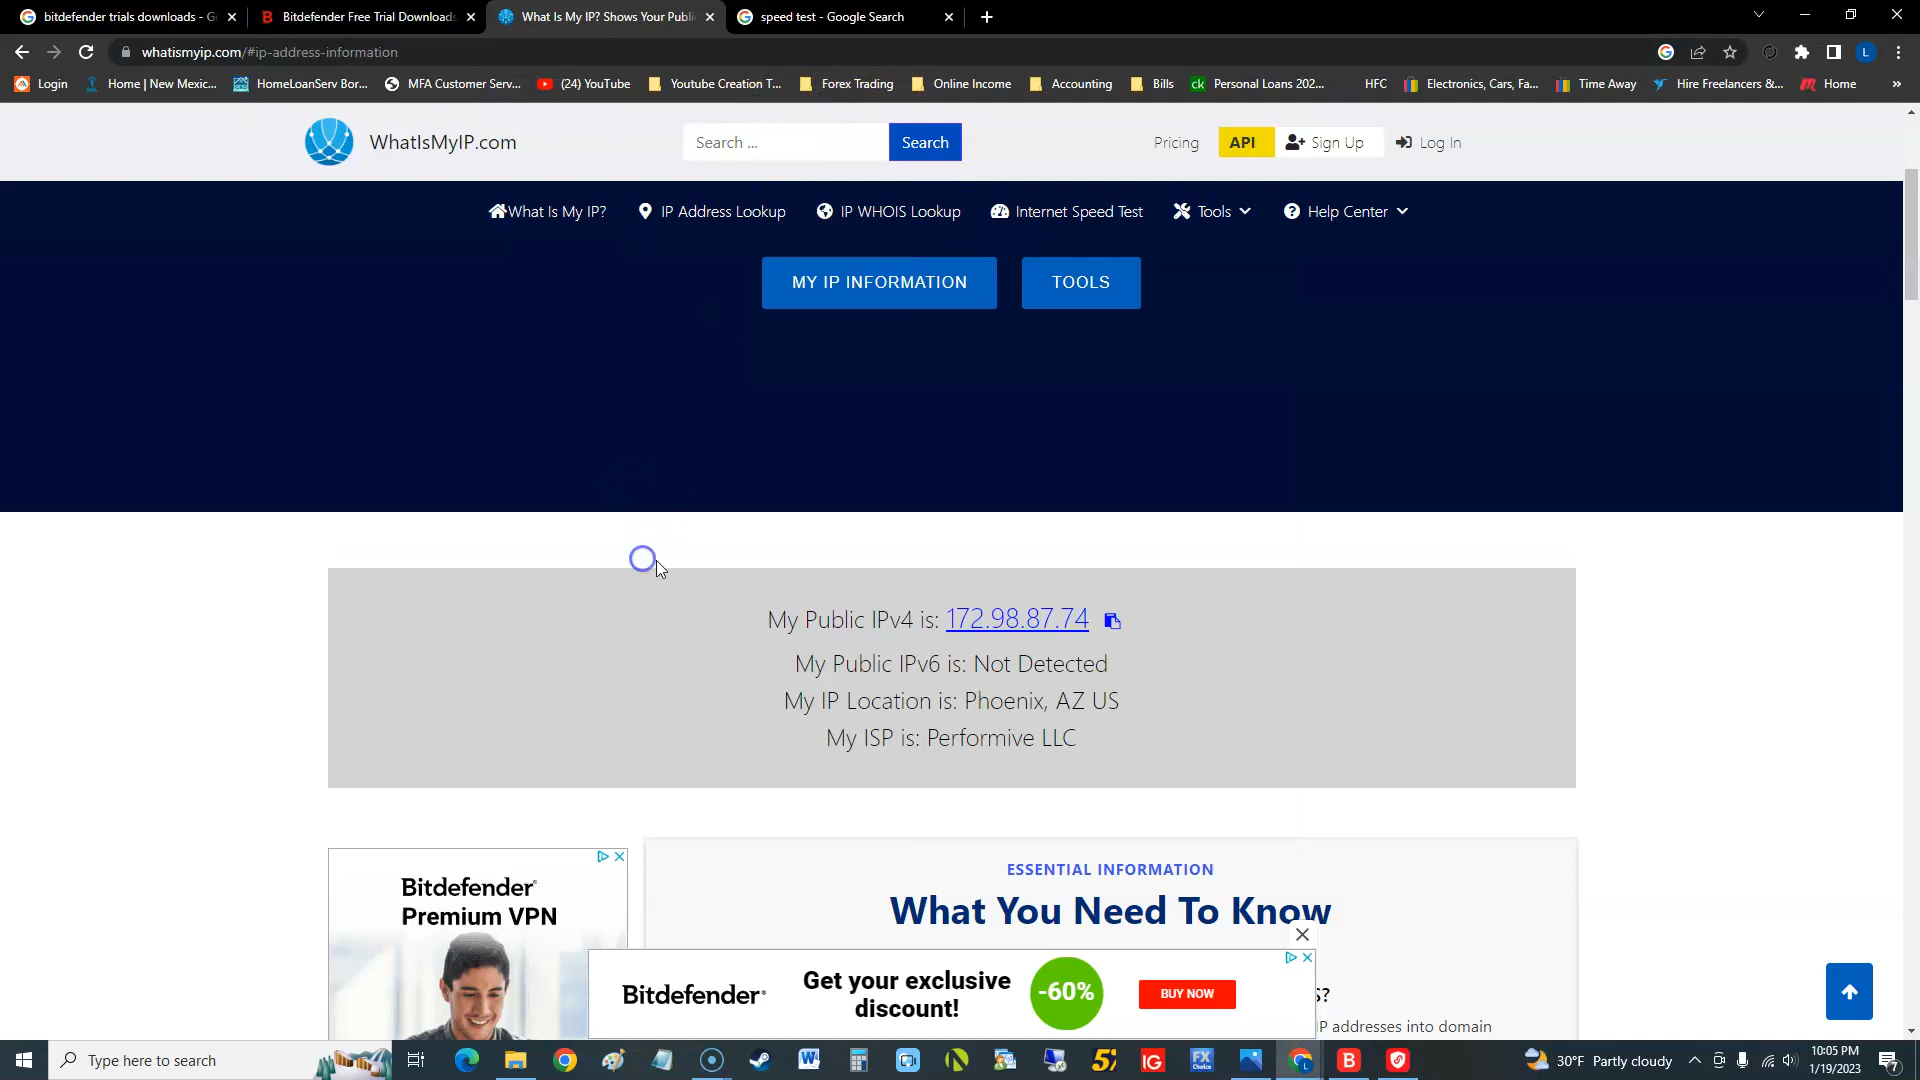 bitdefender trials downloads - G
Bitdefender Free Trial Downloads
What Is My IP? Shows Your Publi
speed test - Google Search
whatismyip.com/#ip-address-information
L
Login
Home | New Mexic...
HomeLoanServ Bor...
MFA Customer Serv...
(24) YouTube
Youtube Creation T...
Forex Trading
Online Income
Accounting
Bills
ck
Personal Loans 202...
HFC
Electronics, Cars, Fa...
Time Away
Hire Freelancers &...
Home
»
WhatIsMyIP.com
Search ...
Search
Pricing
API
Sign Up
Log In
What Is My IP?
IP Address Lookup
IP WHOIS Lookup
Internet Speed Test
Tools
Help Center
MY IP INFORMATION
TOOLS
My Public IPv4 is: 172.98.87.74
My Public IPv6 is: Not Detected
My IP Location is: Phoenix, AZ US
My ISP is: Performive LLC
Bitdefender
Premium VPN
ESSENTIAL INFORMATION
What You Need To Know
S?
IP addresses into domain
Bitdefender
Get your exclusive
discount!
-60%
BUY NOW
Type here to search
IG
FX
Choice
B
30°F Partly cloudy
10:05 PM
1/19/2023
7